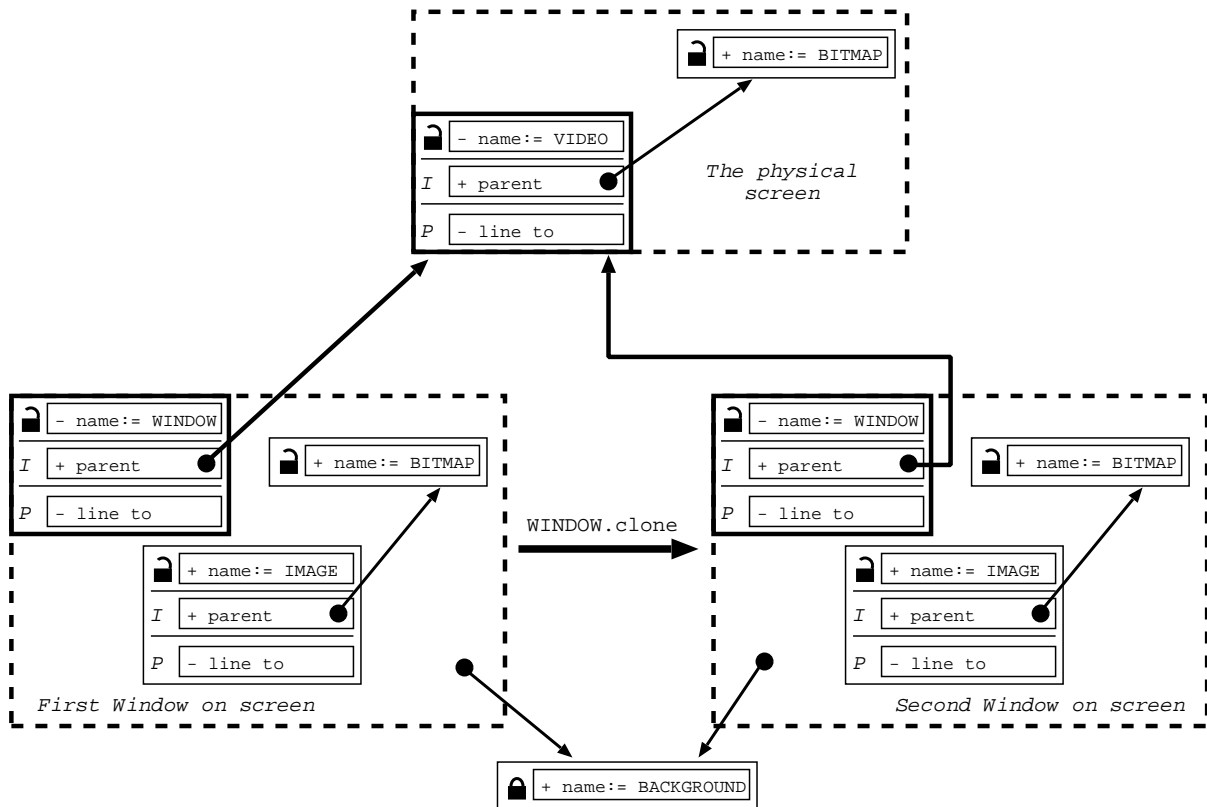 + name:= BITMAP
- name:= VIDEO
I + parent
P - line to
The physical
screen
- name:= WINDOW
I + parent
P - line to
+ name:= BITMAP
+ name:= IMAGE
I + parent
P - line to
First Window on screen
WINDOW.clone
- name:= WINDOW
I + parent
P - line to
+ name:= BITMAP
+ name:= IMAGE
I + parent
P - line to
Second Window on screen
+ name:= BACKGROUND